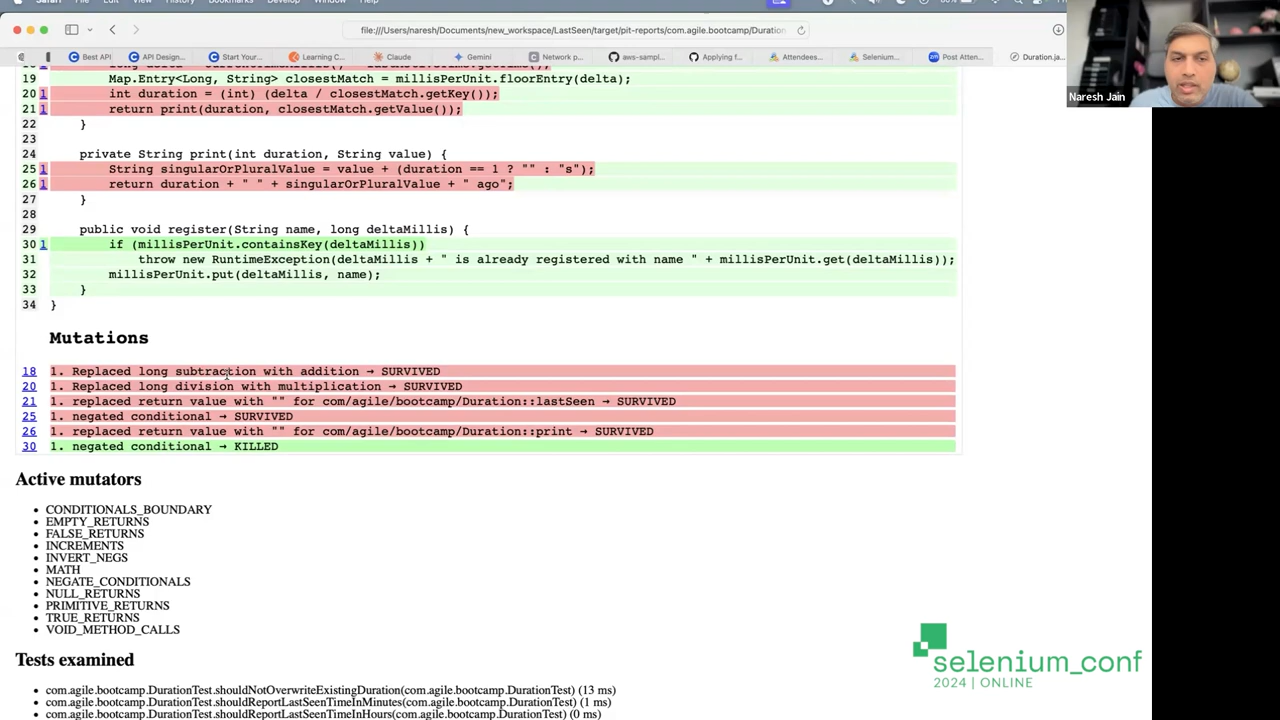 Safari File Edit View History Bookmarks Develop Window Help
file:///Users/naresh/Documents/new_workspace/LastSeen/target/pit-reports/com.agile.bootcamp/Duration
Best API
API Design...
Start Your...
Learning C...
Claude
Gemini
Network p...
aws-sampl...
Applying f...
Attendees...
Selenium...
Post Atten...
Duration.ja...
Naresh Jain
19 Map.Entry<Long, String> closestMatch = millisPerUnit.floorEntry(delta);
20 1 int duration = (int) (delta / closestMatch.getKey());
21 1 return print(duration, closestMatch.getValue());
22 }
23
24 private String print(int duration, String value) {
25 1 String singularOrPluralValue = value + (duration == 1 ? "" : "s");
26 1 return duration + " " + singularOrPluralValue + " ago";
27 }
28
29 public void register(String name, long deltaMillis) {
30 1 if (millisPerUnit.containsKey(deltaMillis))
31 throw new RuntimeException(deltaMillis + " is already registered with name " + millisPerUnit.get(deltaMillis));
32 millisPerUnit.put(deltaMillis, name);
33 }
34 }
Mutations
18 1. Replaced long subtraction with addition → SURVIVED
20 1. Replaced long division with multiplication → SURVIVED
21 1. replaced return value with "" for com/agile/bootcamp/Duration::lastSeen → SURVIVED
25 1. negated conditional → SURVIVED
26 1. replaced return value with "" for com/agile/bootcamp/Duration::print → SURVIVED
30 1. negated conditional → KILLED
Active mutators
• CONDITIONALS_BOUNDARY
• EMPTY_RETURNS
• FALSE_RETURNS
• INCREMENTS
• INVERT_NEGS
• MATH
• NEGATE_CONDITIONALS
• NULL_RETURNS
• PRIMITIVE_RETURNS
• TRUE_RETURNS
• VOID_METHOD_CALLS
Tests examined
• com.agile.bootcamp.DurationTest.shouldNotOverwriteExistingDuration(com.agile.bootcamp.DurationTest) (13 ms)
• com.agile.bootcamp.DurationTest.shouldReportLastSeenTimeInMinutes(com.agile.bootcamp.DurationTest) (1 ms)
• com.agile.bootcamp.DurationTest.shouldReportLastSeenTimeInHours(com.agile.bootcamp.DurationTest) (0 ms)
selenium_conf
2024 | ONLINE